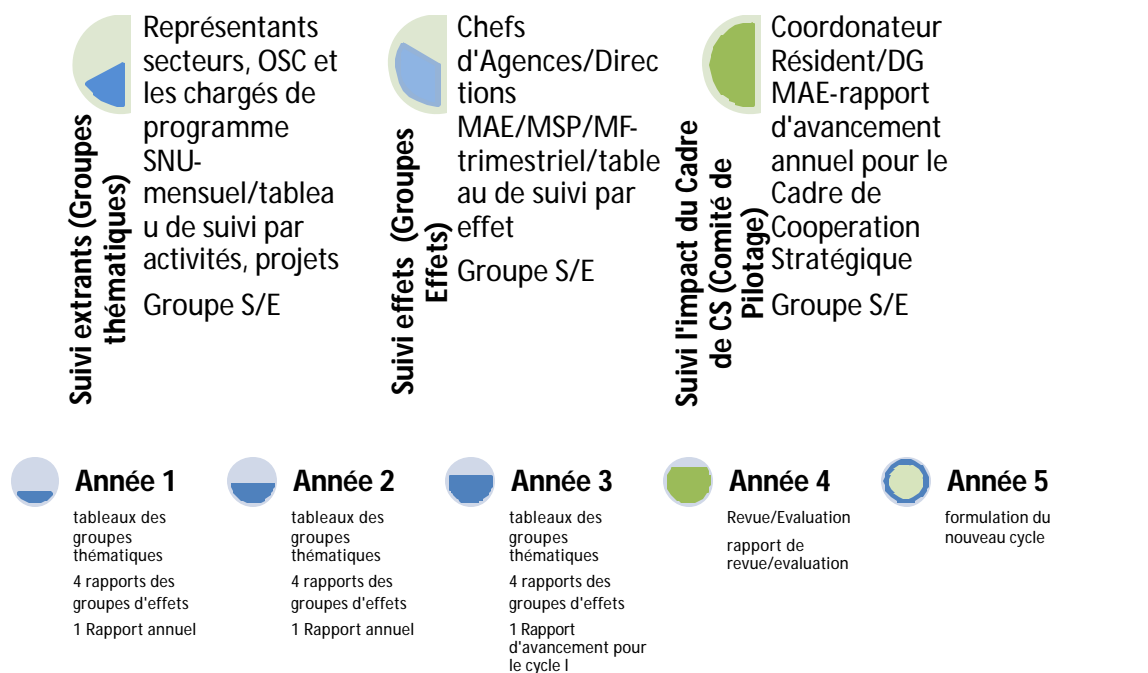 Suivi extrants (Groupes
thématiques)
Représentants
secteurs, OSC et
les chargés de
programme
SNU-
mensuel/tablea
u de suivi par
activités, projets
Groupe S/E
Suivi effets (Groupes
Effets)
Chefs
d'Agences/Direc
tions
MAE/MSP/MF-
trimestriel/table
au de suivi par
effet
Groupe S/E
Suivi l'impact du Cadre
de CS (Comité de
Pilotage)
Coordonateur
Résident/DG
MAE-rapport
d'avancement
annuel pour le
Cadre de
Cooperation
Stratégique
Groupe S/E
Année 1
tableaux des
groupes
thématiques
4 rapports des
groupes d'effets
1 Rapport annuel
Année 2
tableaux des
groupes
thématiques
4 rapports des
groupes d'effets
1 Rapport annuel
Année 3
tableaux des
groupes
thématiques
4 rapports des
groupes d'effets
1 Rapport
d'avancement pour
le cycle I
Année 4
Revue/Evaluation
rapport de
revue/evaluation
Année 5
formulation du
nouveau cycle